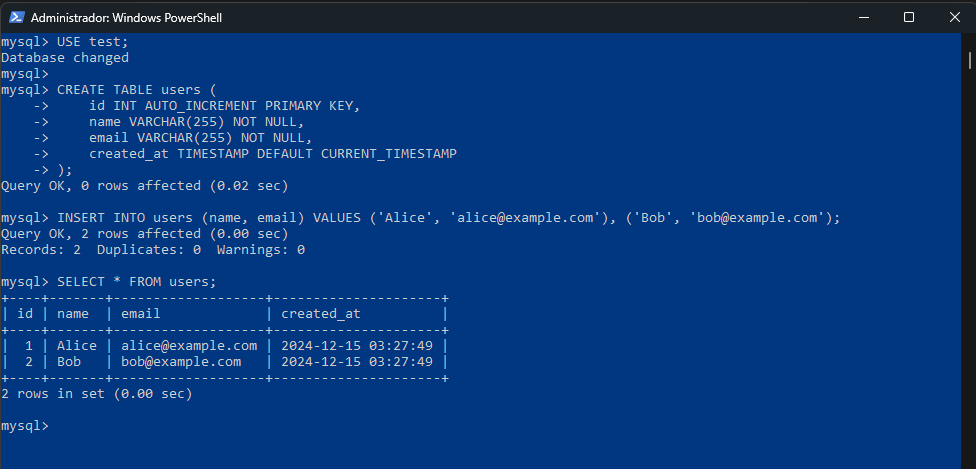 Administrador: Windows PowerShell
mysql> USE test;
Database changed
mysql>
mysql> CREATE TABLE users (
    ->     id INT AUTO_INCREMENT PRIMARY KEY,
    ->     name VARCHAR(255) NOT NULL,
    ->     email VARCHAR(255) NOT NULL,
    ->     created_at TIMESTAMP DEFAULT CURRENT_TIMESTAMP
    -> );
Query OK, 0 rows affected (0.02 sec)

mysql> INSERT INTO users (name, email) VALUES ('Alice', 'alice@example.com'), ('Bob', 'bob@example.com');
Query OK, 2 rows affected (0.00 sec)
Records: 2  Duplicates: 0  Warnings: 0

mysql> SELECT * FROM users;
+----+-------+-------------------+---------------------+
| id | name  | email             | created_at          |
+----+-------+-------------------+---------------------+
|  1 | Alice | alice@example.com | 2024-12-15 03:27:49 |
|  2 | Bob   | bob@example.com   | 2024-12-15 03:27:49 |
+----+-------+-------------------+---------------------+
2 rows in set (0.00 sec)

mysql>